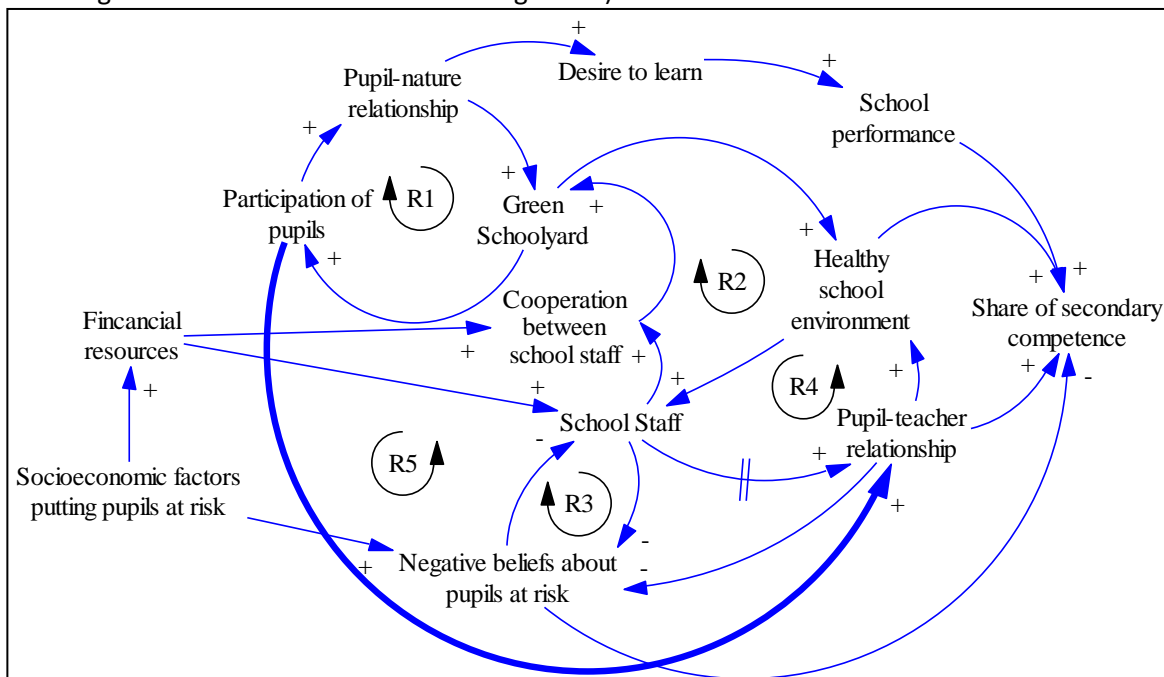 +
Pupil-nature
relationship
Desire to learn
+
School
performance
+
+
Participation of
pupils
R1
Green
Schoolyard
+
+
+
R2
Healthy
school
environment
+
+
Share of secondary
competence
Fincancial
resources
Cooperation
between
school staff
+
+
+
+
+
-
R4
+
+
School Staff
-
Pupil-teacher
relationship
+
R5
Socioeconomic factors
putting pupils at risk
R3
+
-
-
+
Negative beliefs about
pupils at risk